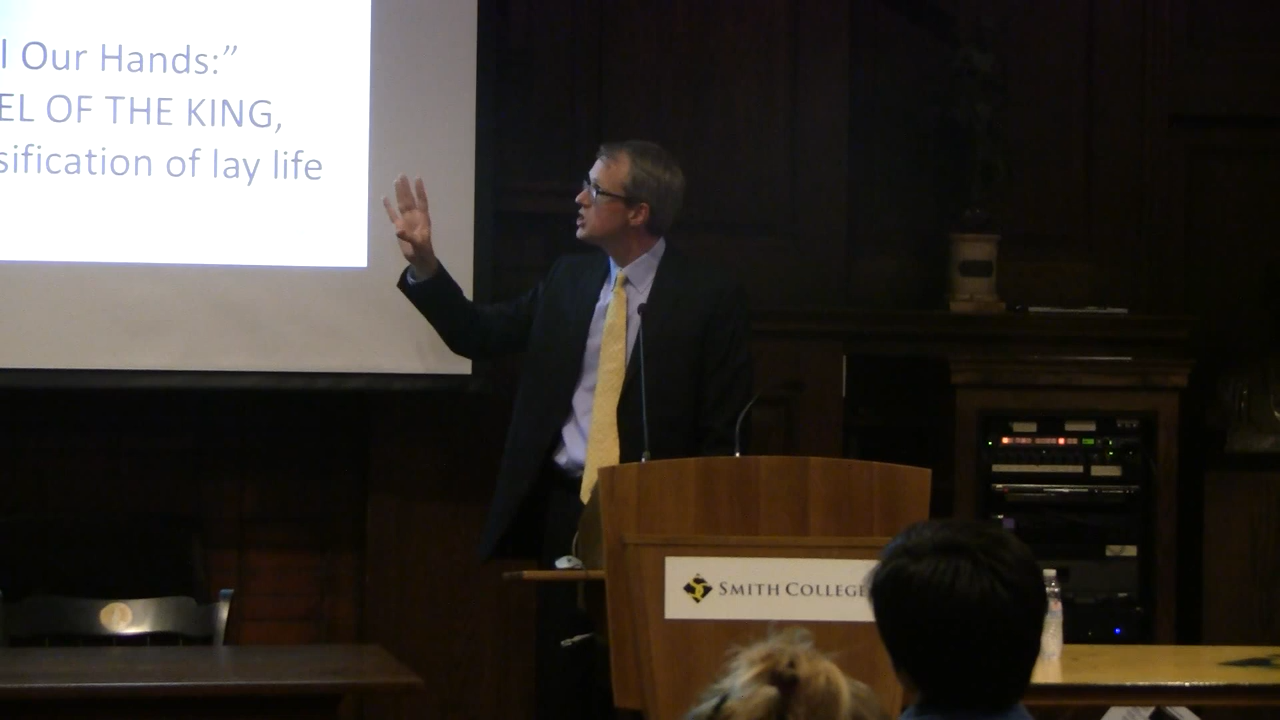 l Our Hands:”
EL OF THE KING,
sification of lay life
SMITH COLLEGE